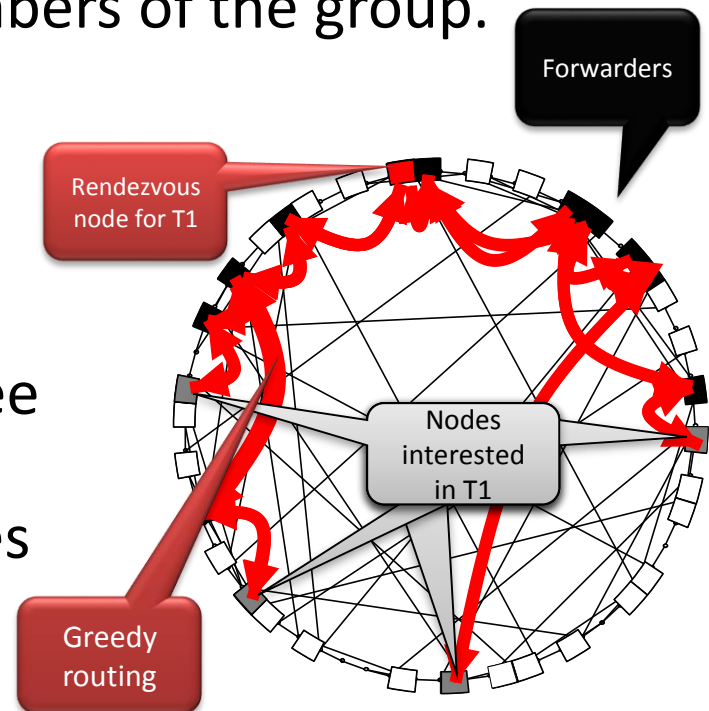 bers of the group.
Forwarders
Rendezvous
node for T1
ee
Nodes
interested
in T1
es
Greedy
routing